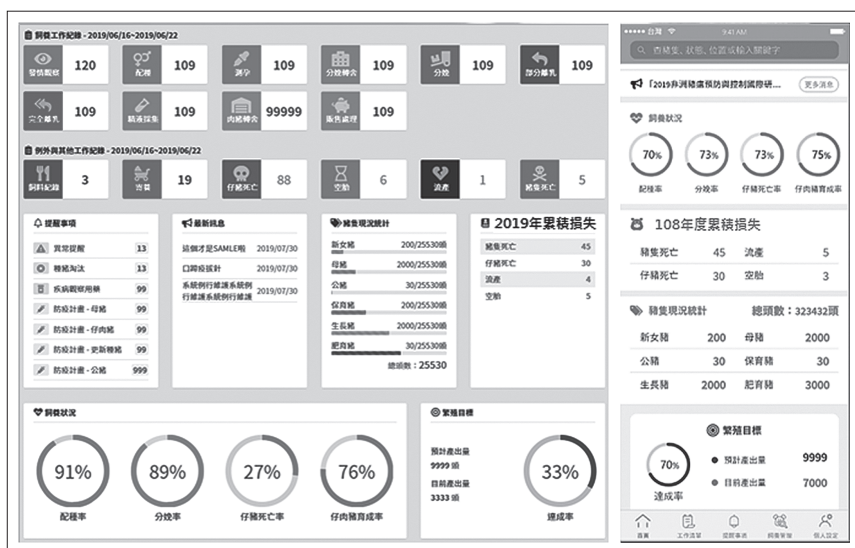 飼養工作紀錄 - 2019/06/16~2019/06/22
發情觀察 120
配種 109
測孕 109
分娩轉舍 109
分娩 109
部分離乳 109
完全離乳 109
精液採集 109
肉豬轉舍 99999
販售處理 109
例外與其他工作紀錄 - 2019/06/16~2019/06/22
飼料紀錄 3
寄養 19
仔豬死亡 88
空胎 6
流產 1
豬隻死亡 5
提醒事項
異常提醒 13
種豬淘汰 13
疾病觀察用藥 99
防疫計畫 - 母豬 99
防疫計畫 - 仔肉豬 99
防疫計畫 - 更新種豬 99
防疫計畫 - 公豬 999
最新訊息
這個才是SAMLE啦 2019/07/30
口蹄疫拔針 2019/07/30
系統例行維護系統例
行維護系統例行維護 2019/07/30
豬隻現況統計
新女豬 200/25530頭
母豬 2000/25530頭
公豬 30/25530頭
保育豬 200/25530頭
生長豬 2000/25530頭
肥育豬 30/25530頭
總頭數：25530
2019年累積損失
豬隻死亡 45
仔豬死亡 30
流產 4
空胎 5
飼養狀況
91%
配種率
89%
分娩率
27%
仔豬死亡率
76%
仔肉豬育成率
繁殖目標
預計產出量
9999 頭
目前產出量
3333 頭
33%
達成率
台灣 9:41 AM
查豬隻、狀態、位置或輸入關鍵字
「2019非洲豬瘟預防與控制國際研... 更多消息
飼養狀況
70%
配種率
73%
分娩率
73%
仔豬死亡率
75%
仔肉豬育成率
108年度累積損失
豬隻死亡 45 流產 5
仔豬死亡 30 空胎 3
豬隻現況統計 總頭數：323432頭
新女豬 200 母豬 2000
公豬 30 保育豬 30
生長豬 2000 肥育豬 3000
繁殖目標
70%
達成率
預計產出量 9999
目前產出量 7000
首頁 工作清單 提醒事項 飼養管理 個人設定